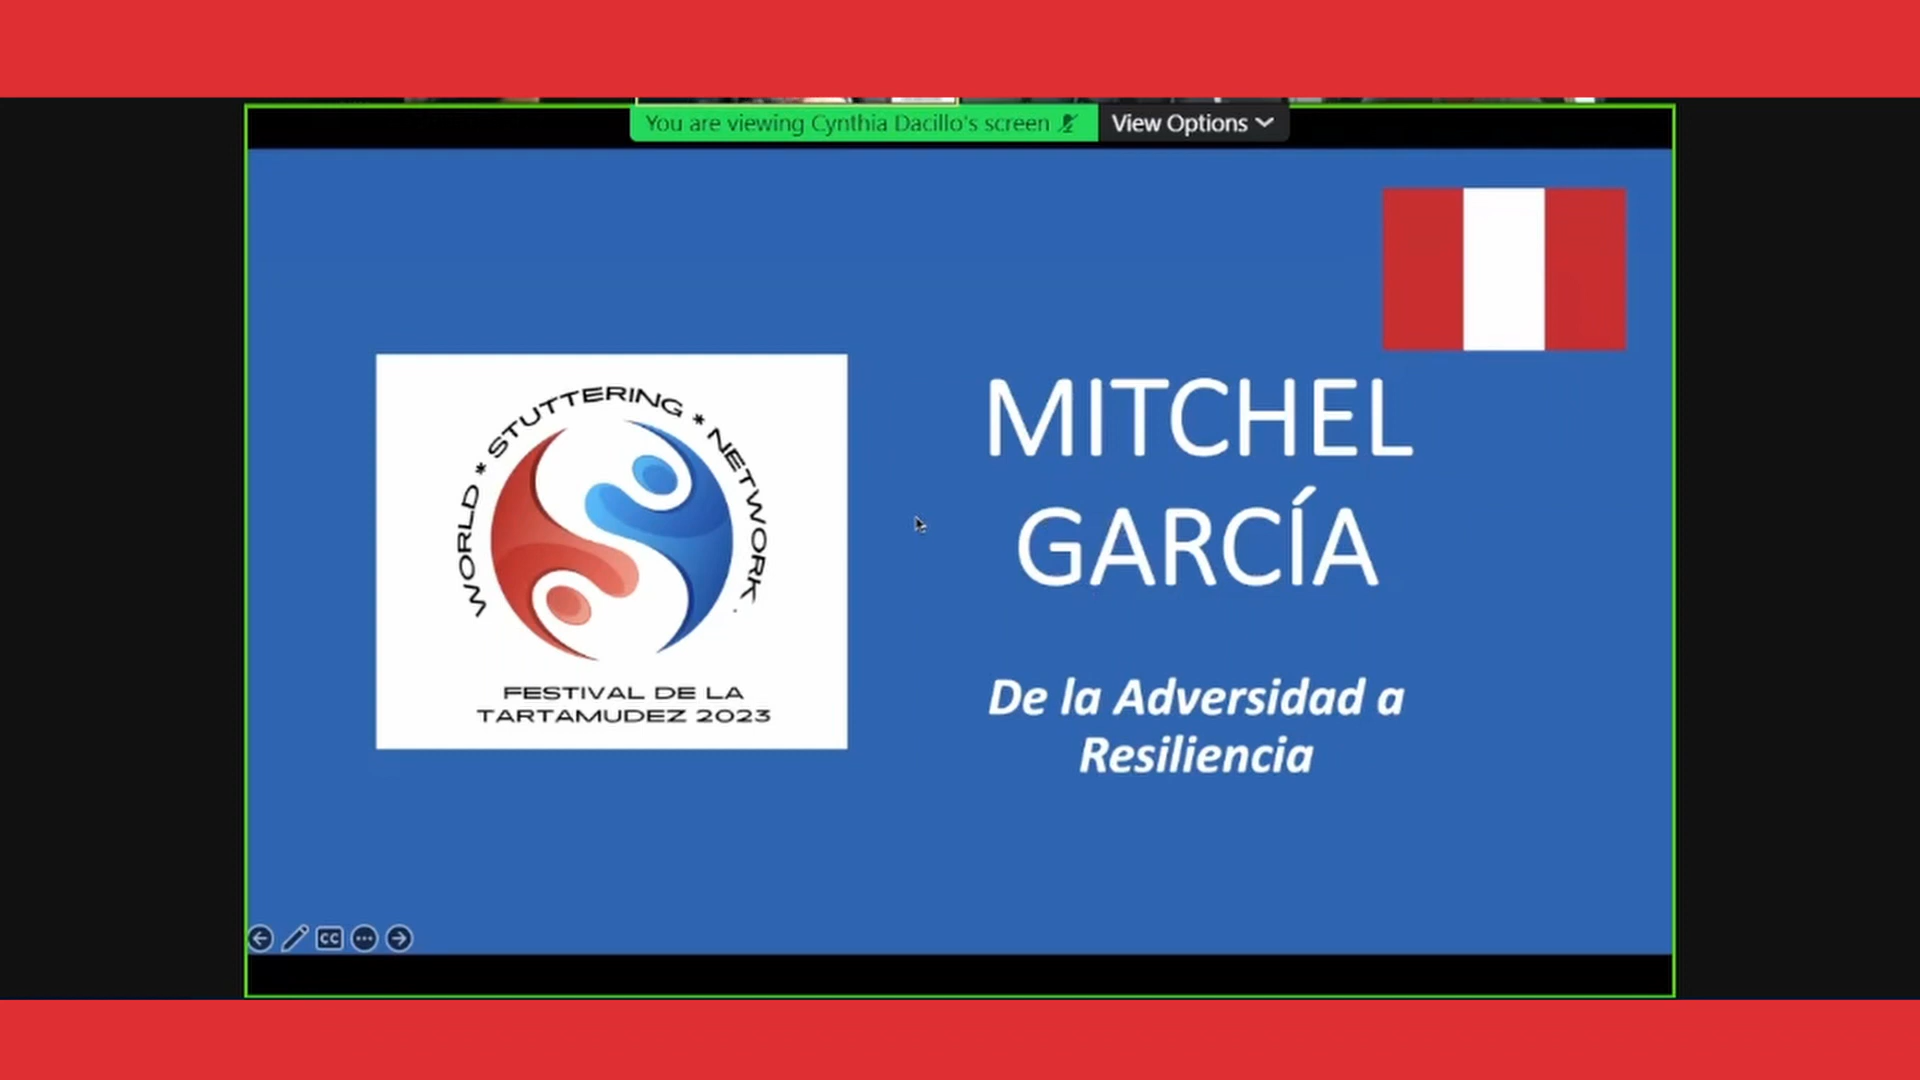 You are viewing Cynthia Dacillo's screen
View Options
WORLD * STUTTERING * NETWORK
FESTIVAL DE LA
TARTAMUDEZ 2023
MITCHEL
GARCÍA
De la Adversidad a
Resiliencia
CC